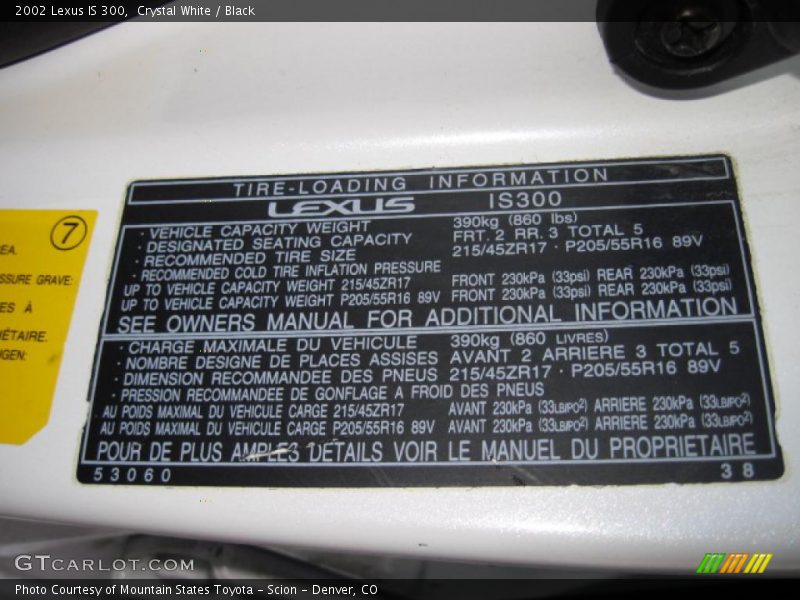 2002 Lexus IS 300,  Crystal White / Black
TIRE-LOADING INFORMATION
LEXUS IS300
· VEHICLE CAPACITY WEIGHT 390kg (860 lbs)
· DESIGNATED SEATING CAPACITY FRT. 2 RR. 3 TOTAL 5
· RECOMMENDED TIRE SIZE 215/45ZR17 · P205/55R16 89V
· RECOMMENDED COLD TIRE INFLATION PRESSURE
UP TO VEHICLE CAPACITY WEIGHT 215/45ZR17 FRONT 230kPa (33psi) REAR 230kPa (33psi)
UP TO VEHICLE CAPACITY WEIGHT P205/55R16 89V FRONT 230kPa (33psi) REAR 230kPa (33psi)
SEE OWNERS MANUAL FOR ADDITIONAL INFORMATION
· CHARGE MAXIMALE DU VEHICULE 390kg (860 LIVRES)
· NOMBRE DESIGNE DE PLACES ASSISES AVANT 2 ARRIERE 3 TOTAL 5
· DIMENSION RECOMMANDEE DES PNEUS 215/45ZR17 · P205/55R16 89V
· PRESSION RECOMMANDEE DE GONFLAGE A FROID DES PNEUS
AU POIDS MAXIMAL DU VEHICULE CARGE 215/45ZR17 AVANT 230kPa (33LB/PO²) ARRIERE 230kPa (33LB/PO²)
AU POIDS MAXIMAL DU VEHICULE CARGE P205/55R16 89V AVANT 230kPa (33LB/PO²) ARRIERE 230kPa (33LB/PO²)
POUR DE PLUS AMPLES DETAILS VOIR LE MANUEL DU PROPRIETAIRE
53060 38
7
EA.
SSURE GRAVE:
ES À
IÉTAIRE.
IGEN:
GTCARLOT.COM
Photo Courtesy of Mountain States Toyota - Scion - Denver, CO